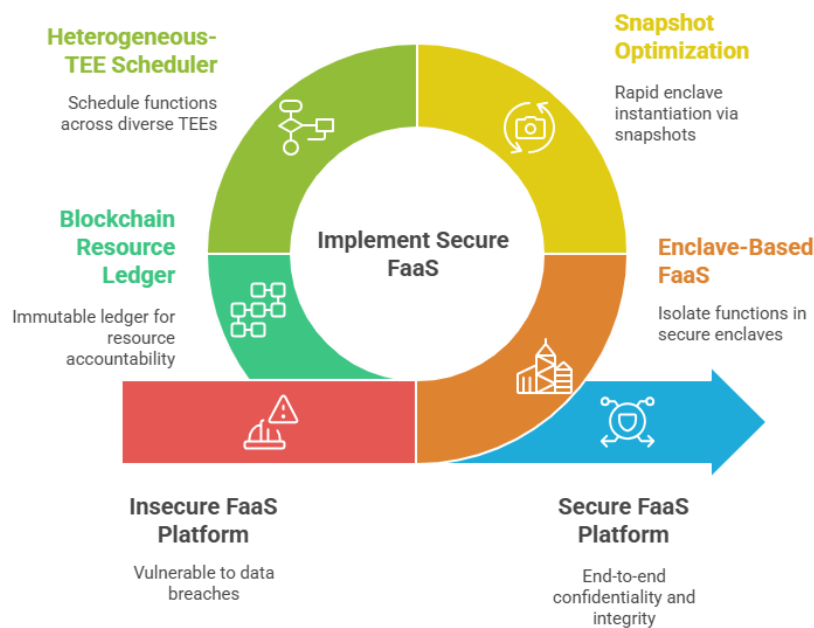 Heterogeneous-
TEE Scheduler
Schedule functions
across diverse TEEs
Snapshot
Optimization
Rapid enclave
instantiation via
snapshots
Blockchain
Resource
Ledger
Immutable ledger for
resource
accountability
Implement Secure
FaaS
Enclave-Based
FaaS
Isolate functions in
secure enclaves
Insecure FaaS
Platform
Vulnerable to data
breaches
Secure FaaS
Platform
End-to-end
confidentiality and
integrity